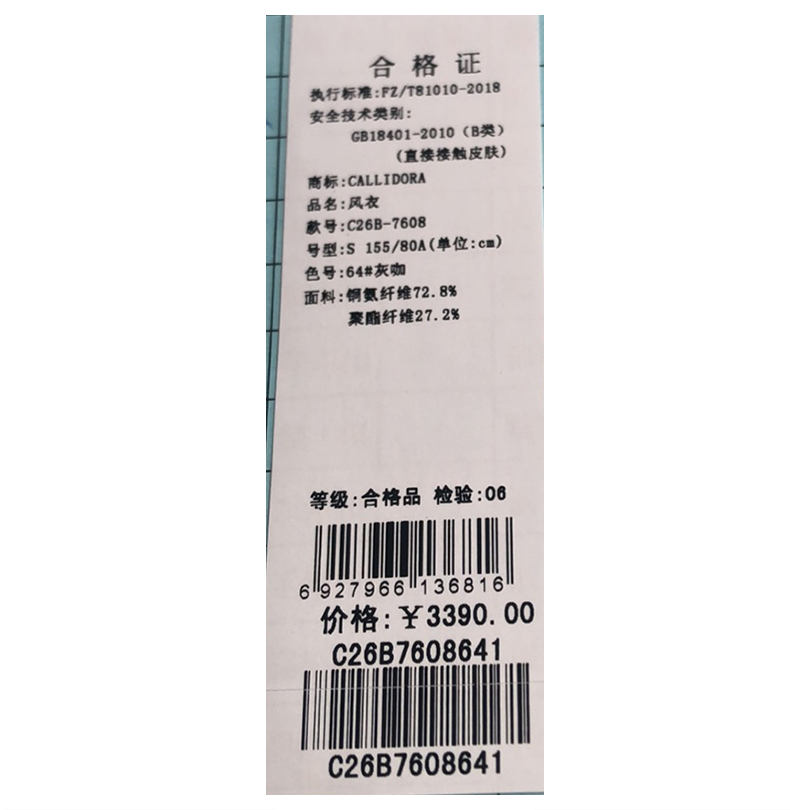 合格证
执行标准:FZ/T81010-2018
安全技术类别:
GB18401-2010（B类）
(直接接触皮肤)
商标:CALLIDORA
品名:风衣
款号:C26B-7608
号型:S 155/80A(单位:cm)
色号:64#灰咖
面料:铜氨纤维72.8%
聚酯纤维27.2%
等级:合格品 检验:06
6 927966 136816
价格:¥3390.00
C26B7608641
C26B7608641